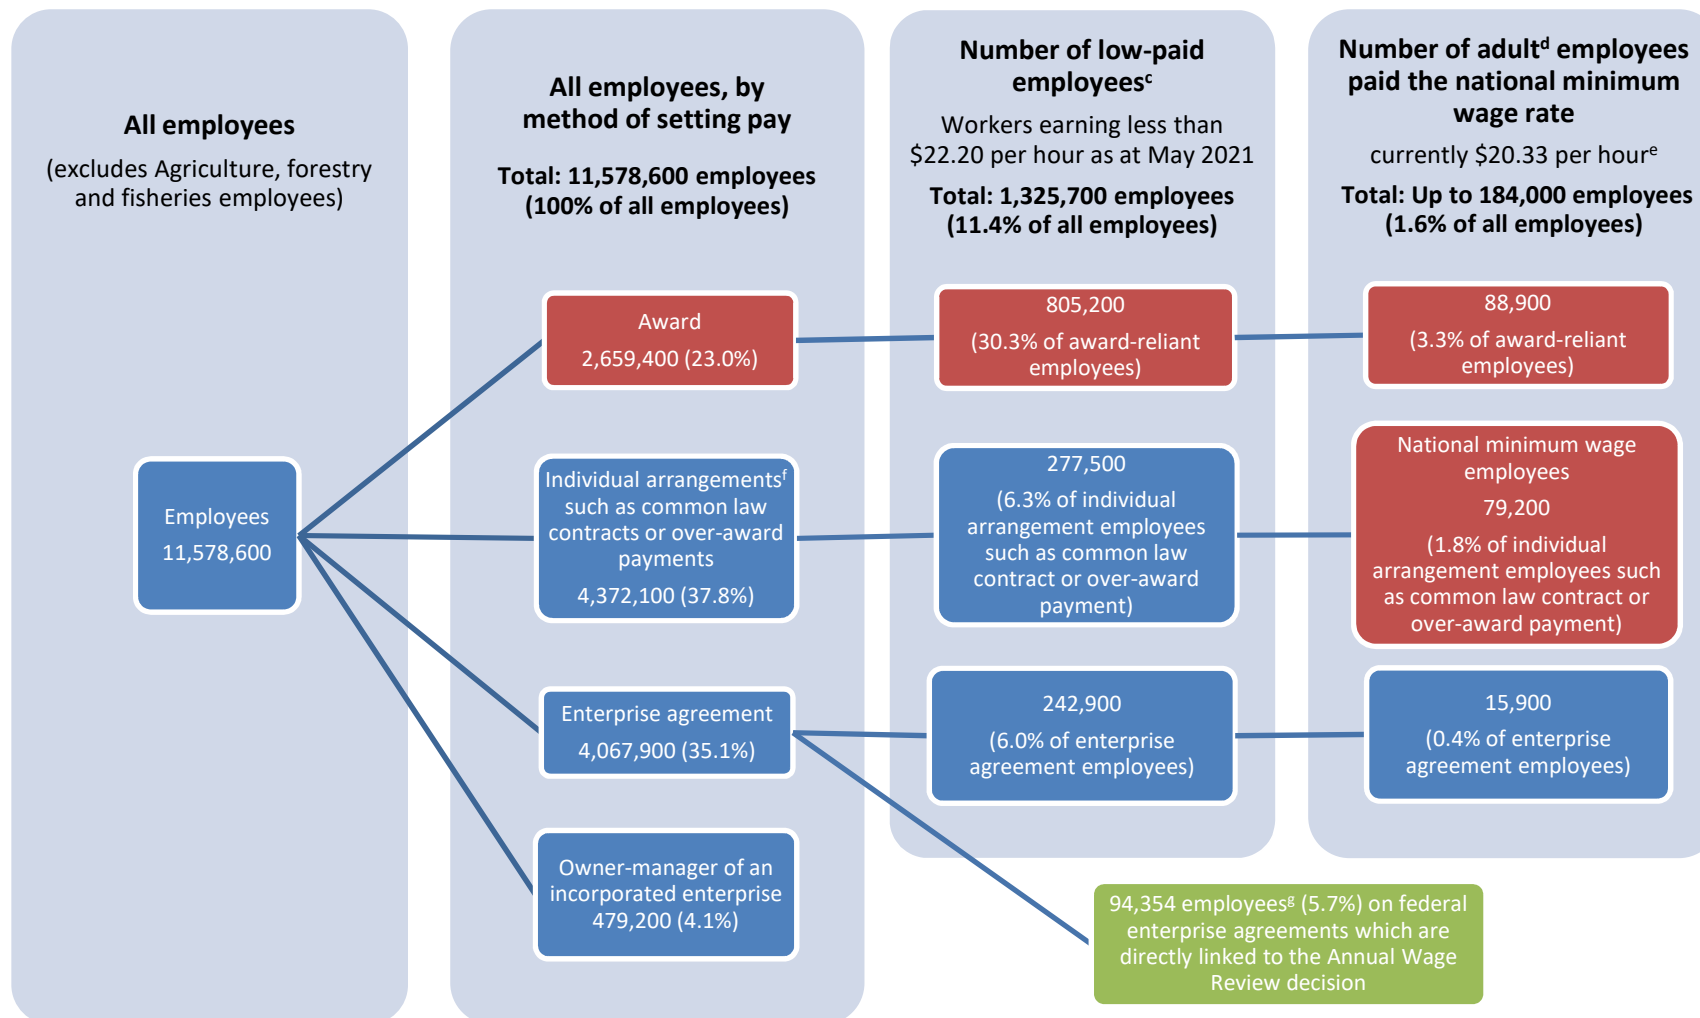 All employees
(excludes Agriculture, forestry
and fisheries employees)
Employees
11,578,600
All employees, by
method of setting pay
Total: 11,578,600 employees
(100% of all employees)
Award
2,659,400 (23.0%)
Individual arrangementsᶠ
such as common law
contracts or over-award
payments
4,372,100 (37.8%)
Enterprise agreement
4,067,900 (35.1%)
Owner-manager of an
incorporated enterprise
479,200 (4.1%)
Number of low-paid
employeesᶜ
Workers earning less than
$22.20 per hour as at May 2021
Total: 1,325,700 employees
(11.4% of all employees)
805,200
(30.3% of award-reliant
employees)
277,500
(6.3% of individual
arrangement employees
such as common law
contract or over-award
payment)
242,900
(6.0% of enterprise
agreement employees)
Number of adultᵈ employees
paid the national minimum
wage rate
currently $20.33 per hourᵉ
Total: Up to 184,000 employees
(1.6% of all employees)
88,900
(3.3% of award-reliant
employees)
National minimum wage
employees
79,200
(1.8% of individual
arrangement employees such
as common law contract or
over-award payment)
15,900
(0.4% of enterprise
agreement employees)
94,354 employeesᵍ (5.7%) on federal
enterprise agreements which are
directly linked to the Annual Wage
Review decision